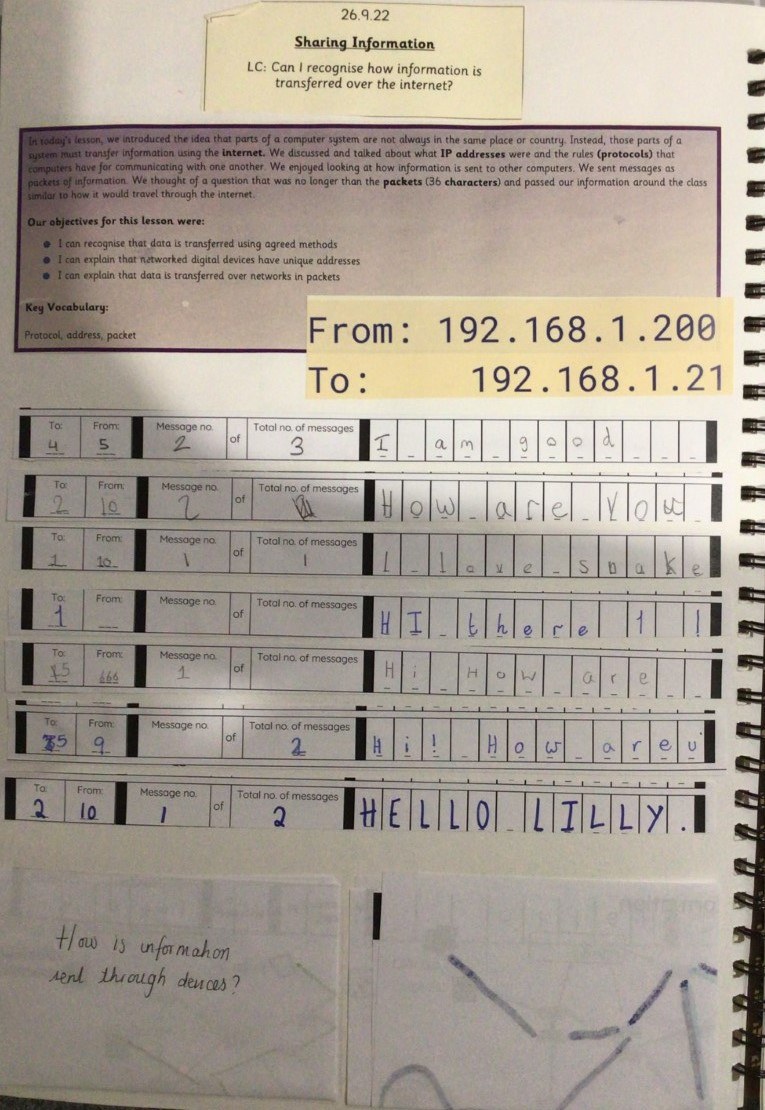 26.9.22
Sharing Information
LC: Can I recognise how information is
transferred over the internet?
In today's lesson, we introduced the idea that parts of a computer system are not always in the same place or country. Instead, those parts of a
system must transfer information using the internet. We discussed and talked about what IP addresses were and the rules (protocols) that
computers have for communicating with one another. We enjoyed looking at how information is sent to other computers. We sent messages as
packets of information. We thought of a question that was no longer than the packets (36 characters) and passed our information around the class
similar to how it would travel through the internet.
Our objectives for this lesson were:
I can recognise that data is transferred using agreed methods
I can explain that networked digital devices have unique addresses
I can explain that data is transferred over networks in packets
Key Vocabulary:
Protocol, address, packet
From: 192.168.1.200
To: 192.168.1.21
To: From: Message no. of Total no. of messages
4 5 2 3 I _ am _ good _ _ _
To: From: Message no. of Total no. of messages
2 10 2 How _ are _ You _
To: From: Message no. of Total no. of messages
1 10 1 1 I _ love _ snake
To: From: Message no. of Total no. of messages
1 HI _ there ! !
To: From: Message no. of Total no. of messages
15 666 1 Hi _ How _ are _ _
To: From: Message no. of Total no. of messages
5 9 2 Hi! _ How _ are u
To: From: Message no. of Total no. of messages
2 10 1 2 HELLO _ LILLY.
How is information
sent through devices?